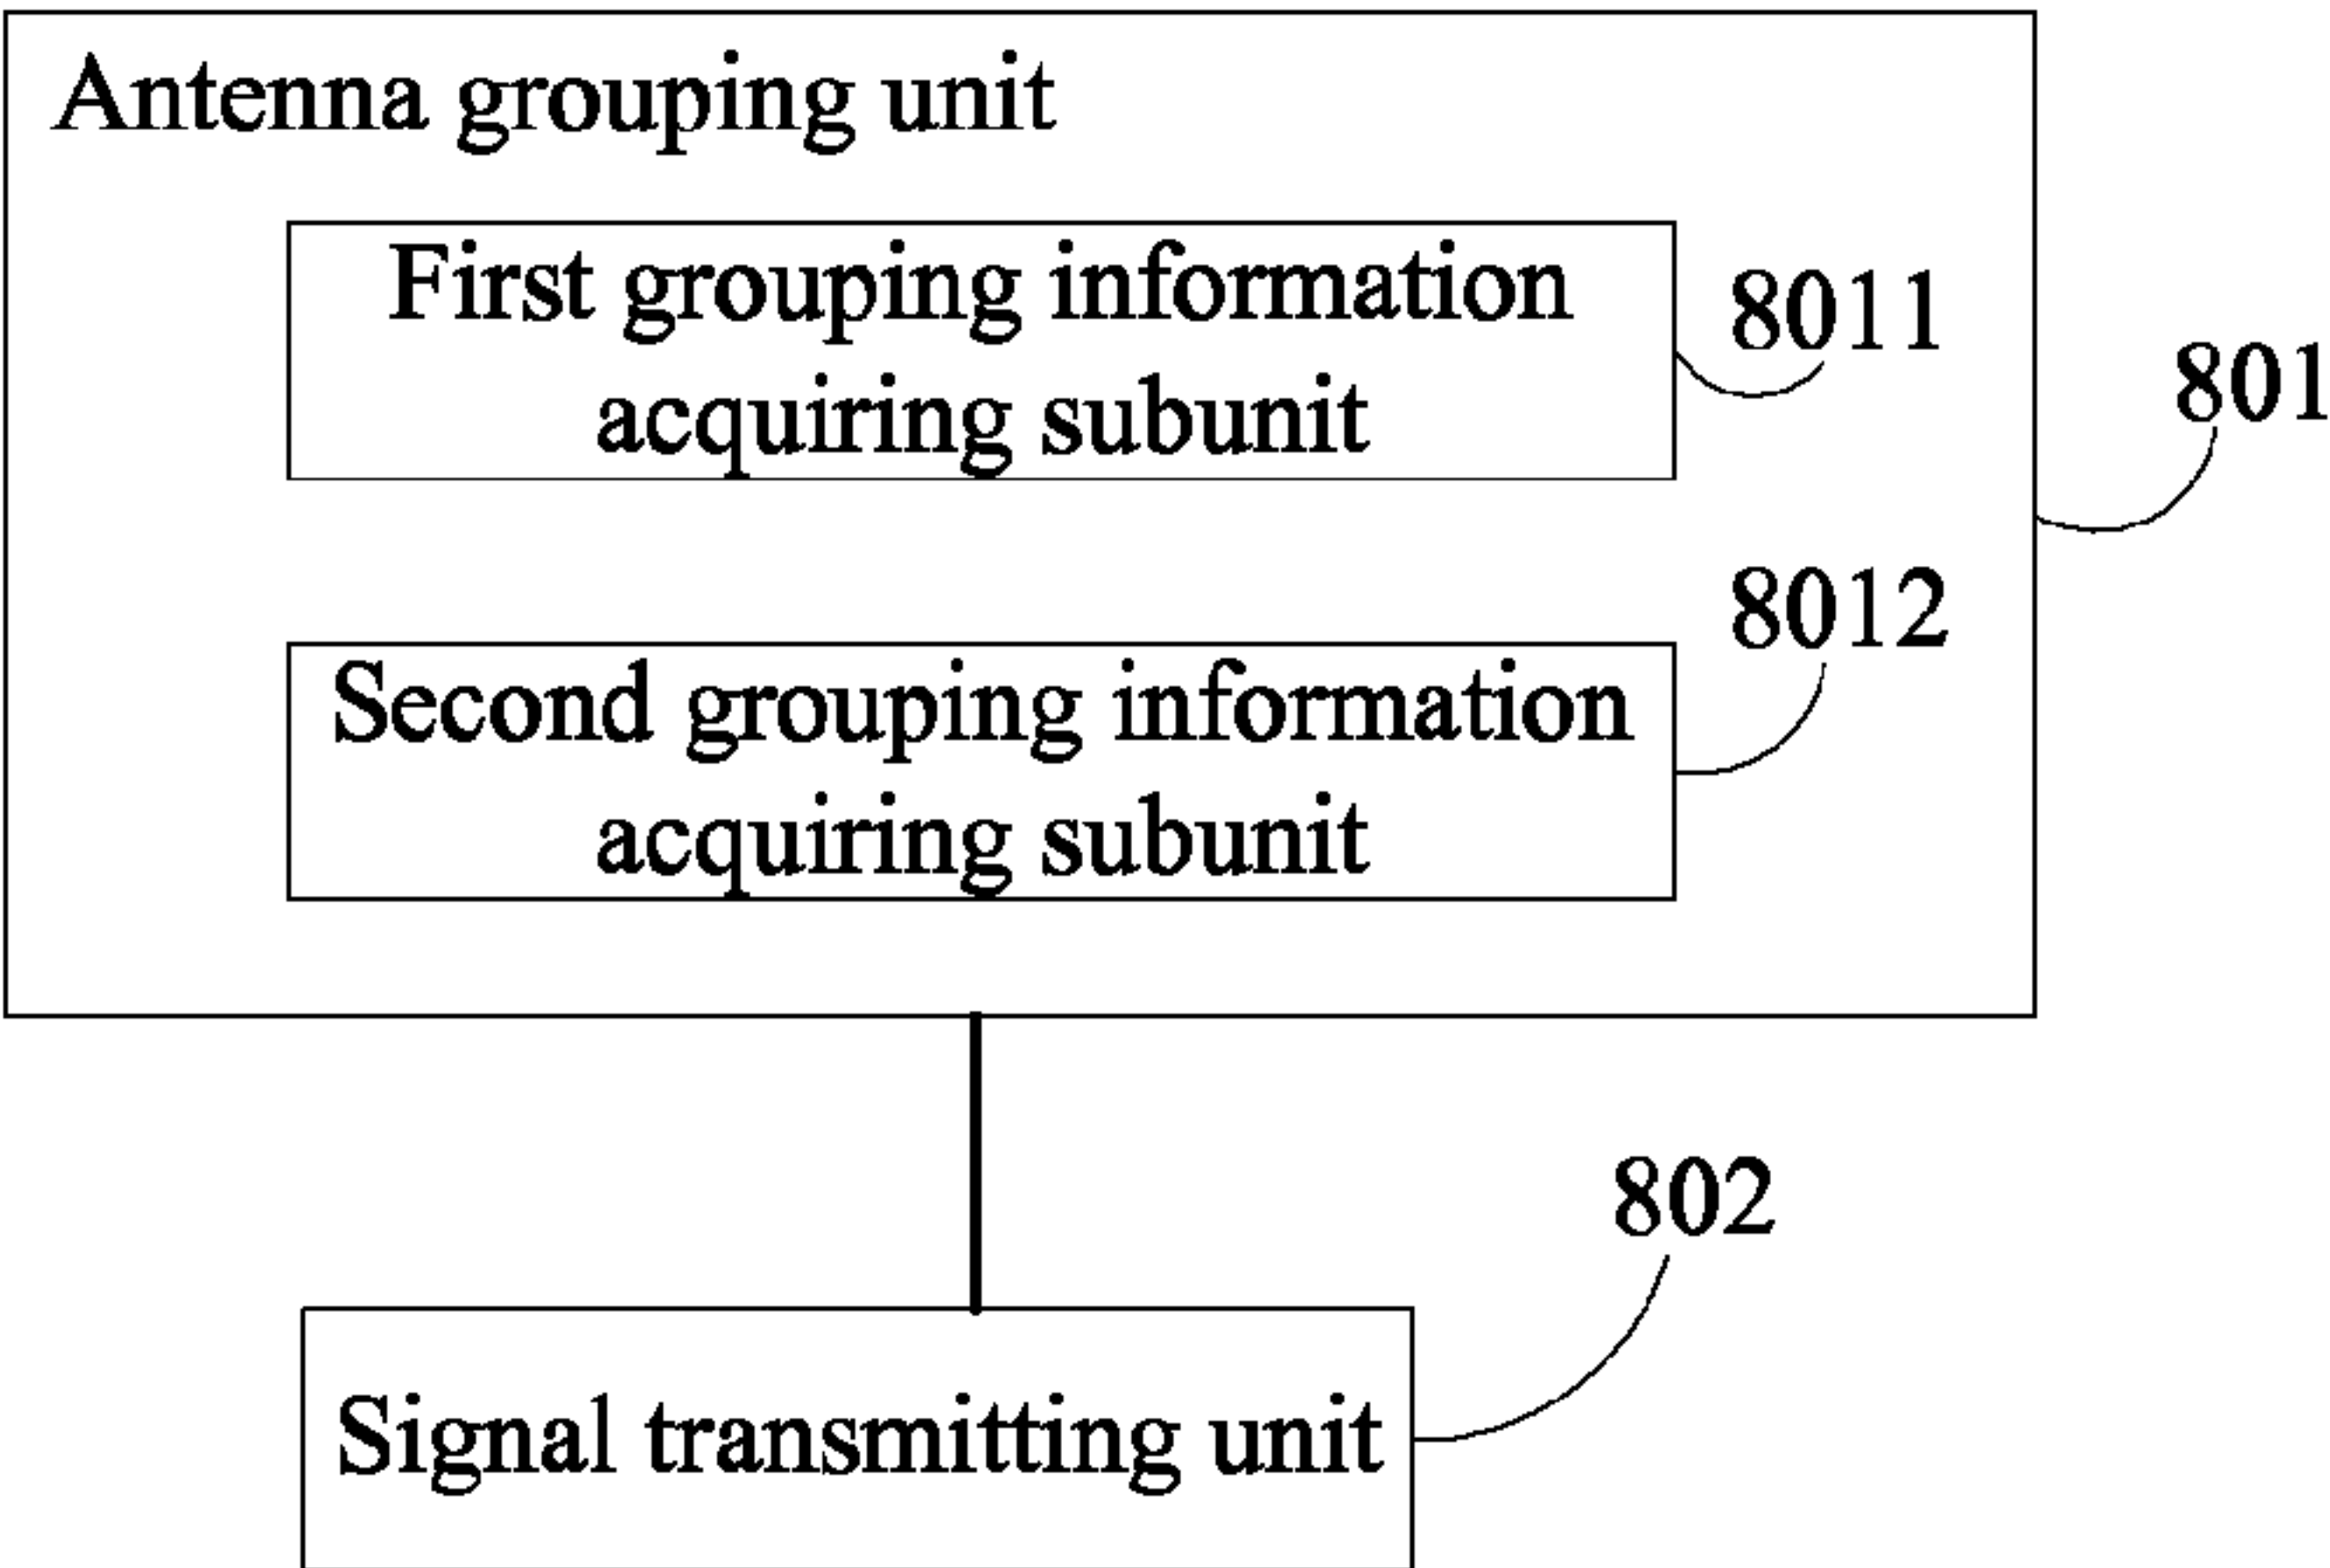 Antenna grouping unit
First grouping information
acquiring subunit
8011
801
Second grouping information
acquiring subunit
8012
802
Signal transmitting unit